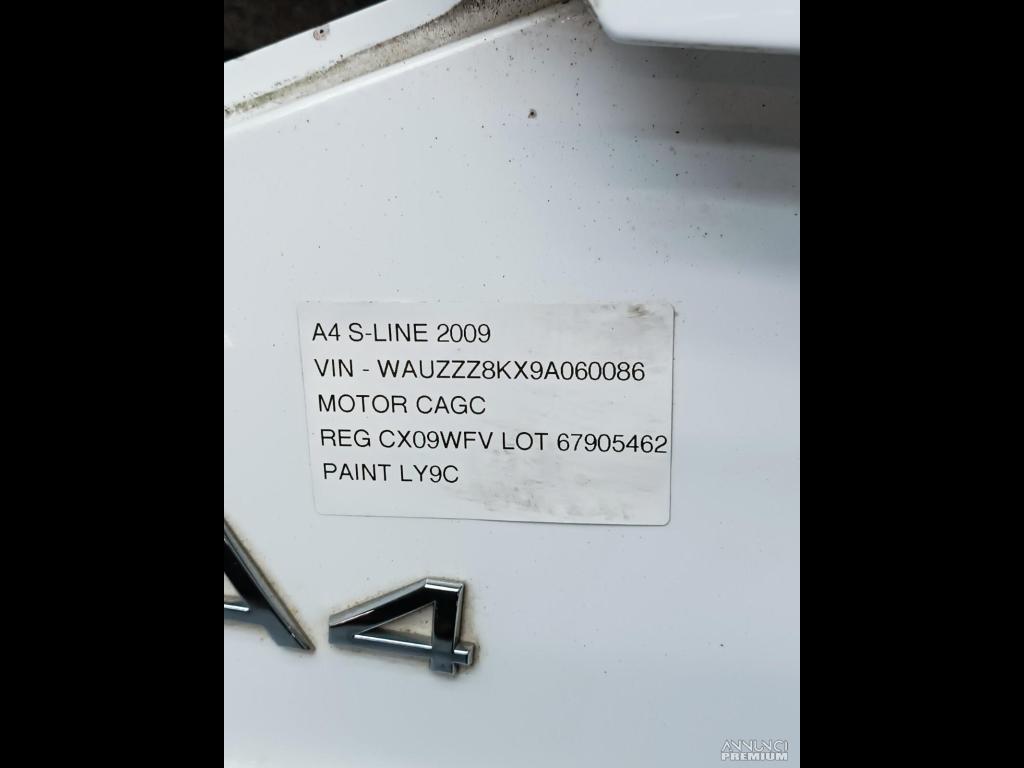 A4 S-LINE 2009
VIN - WAUZZZ8KX9A060086
MOTOR CAGC
REG CX09WFV LOT 67905462
PAINT LY9C
A4
ANNUNCI
PREMIUM